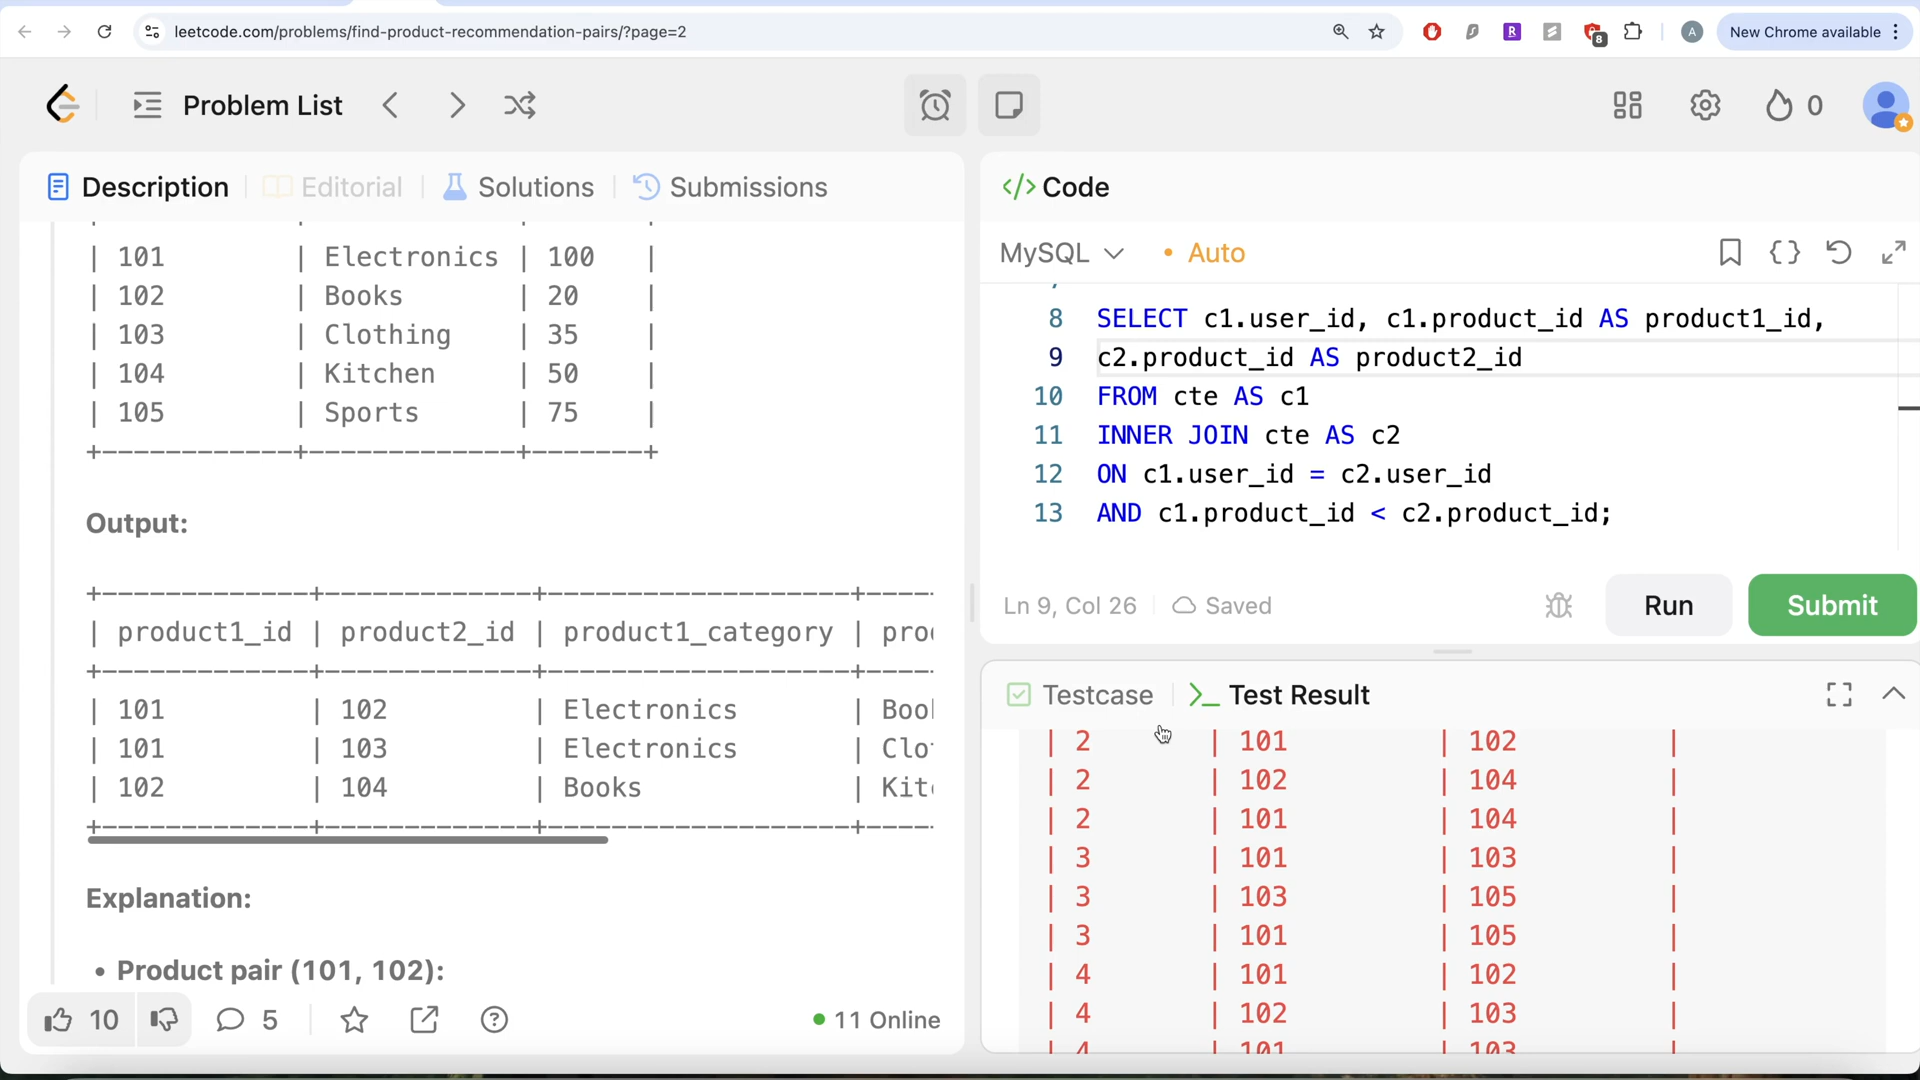 leetcode.com/problems/find-product-recommendation-pairs/?page=2
8
A
New Chrome available
Problem List
0
Description
Editorial
Solutions
Submissions
| 101 | Electronics | 100 |
| 102 | Books | 20 |
| 103 | Clothing | 35 |
| 104 | Kitchen | 50 |
| 105 | Sports | 75 |
+-------------+--------------+-------+
Output:
+-------------+-------------+-------------------+----
| product1_id | product2_id | product1_category |
+-------------+-------------+-------------------+----
| 101 | 102 | Electronics |
| 101 | 103 | Electronics |
| 102 | 104 | Books |
+-------------+-------------+-------------------+----
Explanation:
• Product pair (101, 102):
10
5
11 Online
</> Code
MySQL
• Auto
8 SELECT c1.user_id, c1.product_id AS product1_id,
9 c2.product_id AS product2_id
10 FROM cte AS c1
11 INNER JOIN cte AS c2
12 ON c1.user_id = c2.user_id
13 AND c1.product_id < c2.product_id;
Ln 9, Col 26
Saved
Run
Submit
Testcase
Test Result
| 2 | 101 | 102 |
| 2 | 102 | 104 |
| 2 | 101 | 104 |
| 3 | 101 | 103 |
| 3 | 103 | 105 |
| 3 | 101 | 105 |
| 4 | 101 | 102 |
| 4 | 102 | 103 |
| 4 | 101 | 103